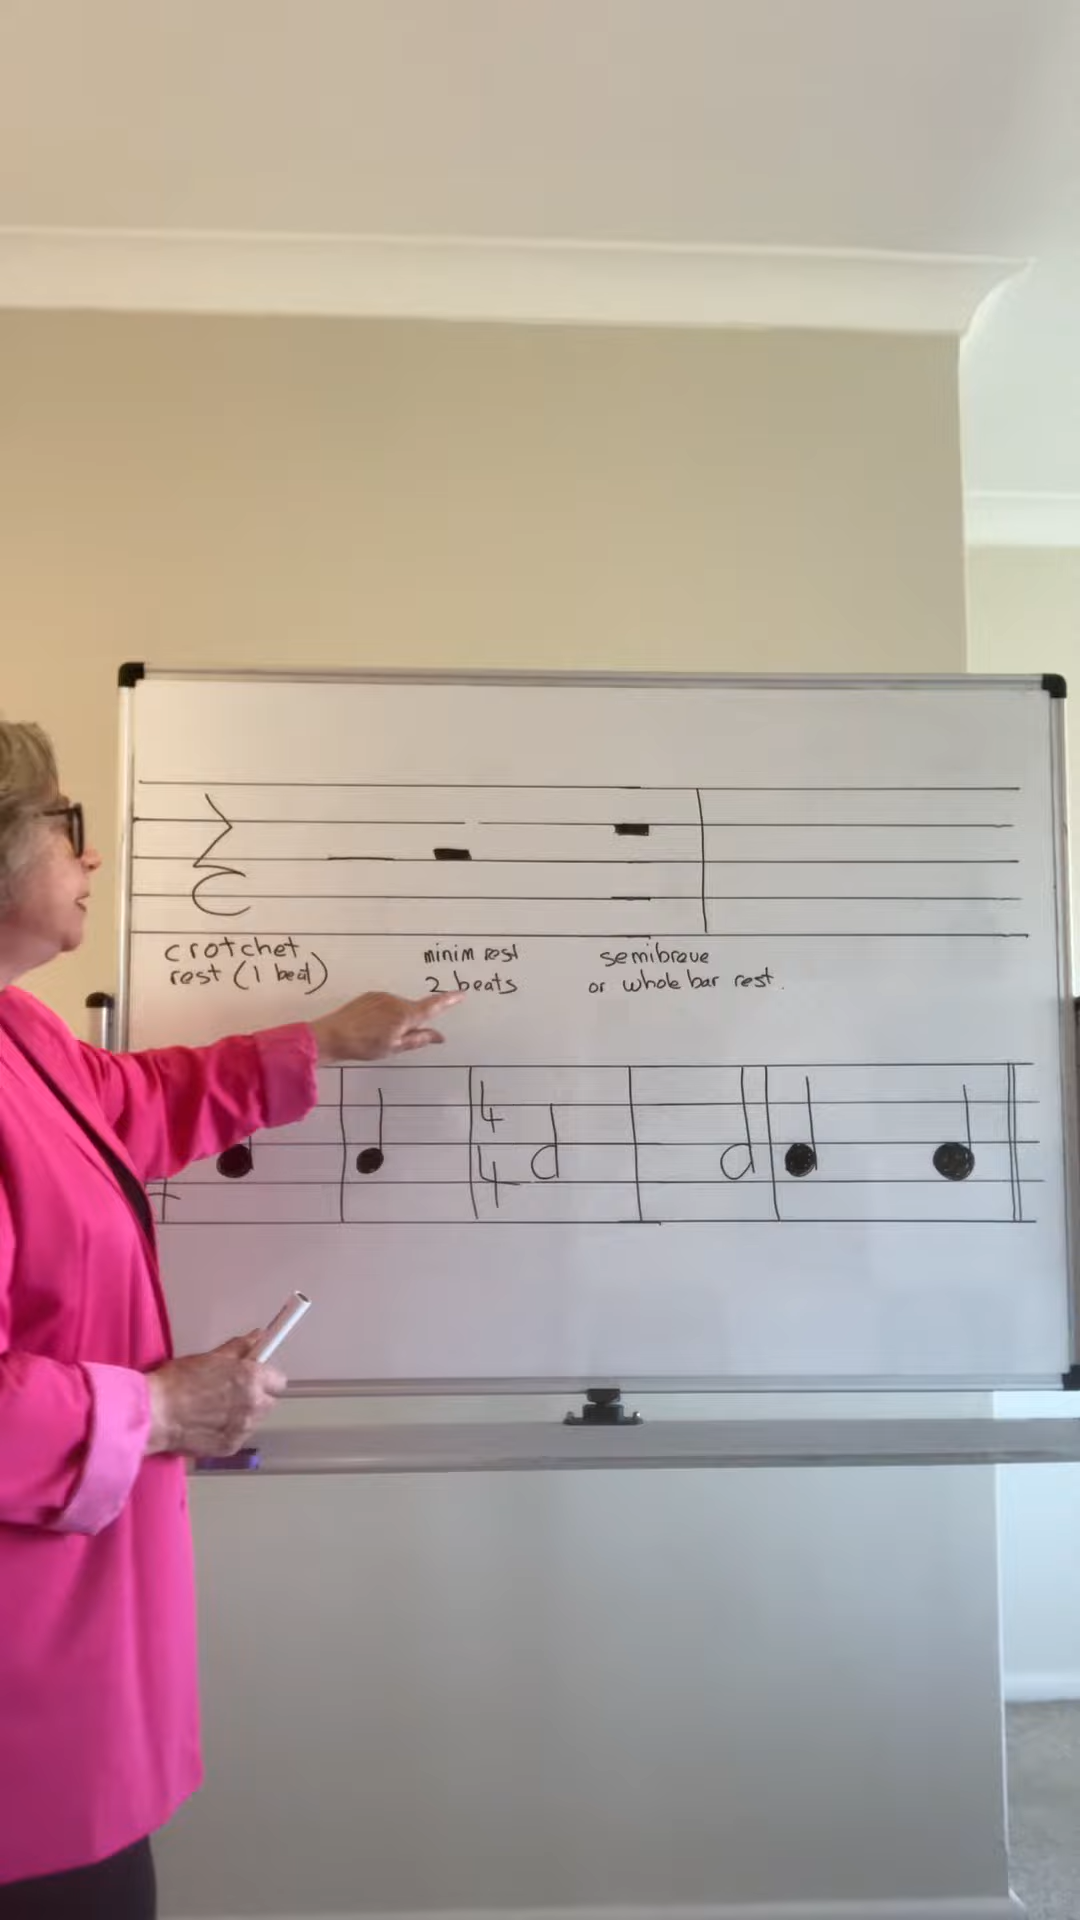 crotchet
rest (1 beat)
minim rest
2 beats
semibreve
or whole bar rest.
4
4